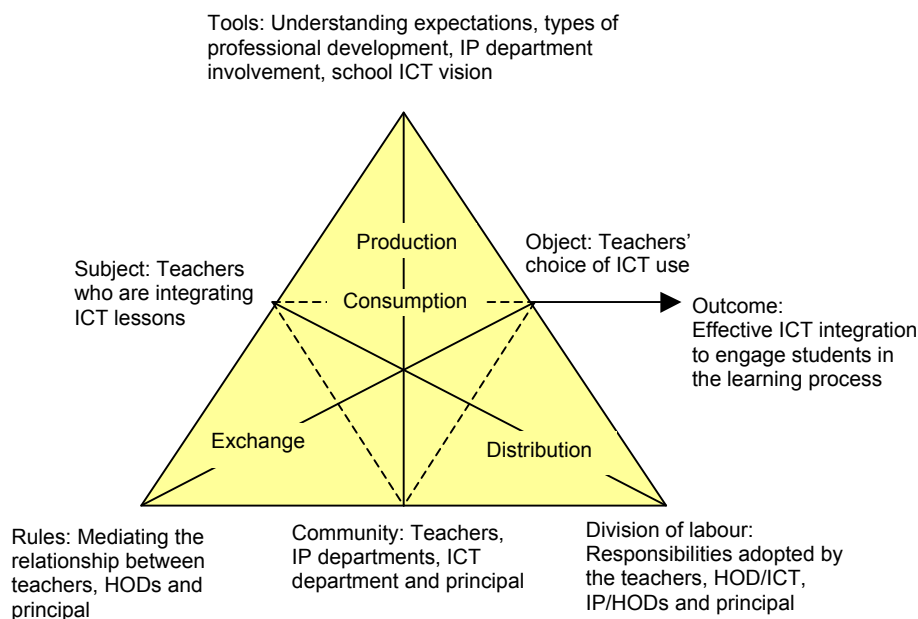 Tools: Understanding expectations, types of
professional development, IP department
involvement, school ICT vision
Production
Subject: Teachers
who are integrating
ICT lessons
Object: Teachers’
choice of ICT use
Consumption
Outcome:
Effective ICT integration
to engage students in
the learning process
Exchange
Distribution
Rules: Mediating the
relationship between
teachers, HODs and
principal
Community: Teachers,
IP departments, ICT
department and principal
Division of labour:
Responsibilities adopted by
the teachers, HOD/ICT,
IP/HODs and principal